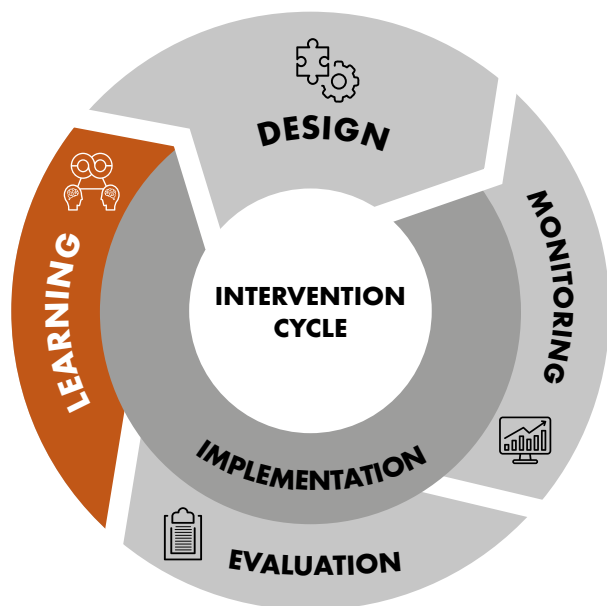 DESIGN
MONITORING
INTERVENTION
CYCLE
LEARNING
IMPLEMENTATION
EVALUATION